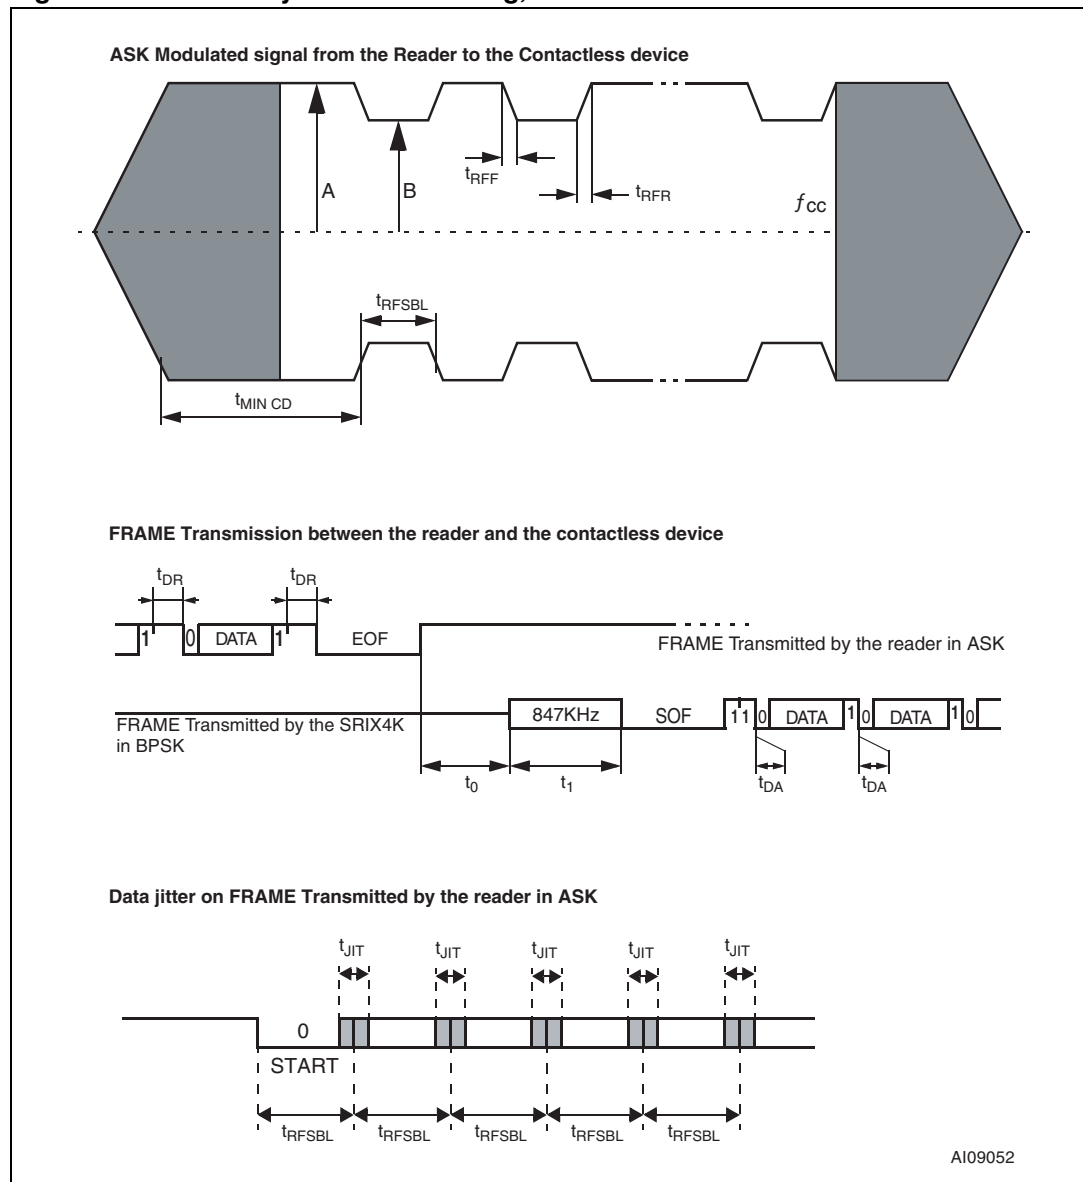 ASK Modulated signal from the Reader to the Contactless device
A
B
tRFF
tRFR
ƒcc
tRFSBL
tMIN CD
FRAME Transmission between the reader and the contactless device
tDR
tDR
1
0
DATA
1
EOF
FRAME Transmitted by the reader in ASK
FRAME Transmitted by the SRIX4K
in BPSK
847KHz
SOF
1 1
0
DATA
1
0
DATA
1
0
t0
t1
tDA
tDA
Data jitter on FRAME Transmitted by the reader in ASK
tJIT
tJIT
tJIT
tJIT
tJIT
0
START
tRFSBL
tRFSBL
tRFSBL
tRFSBL
tRFSBL
AI09052